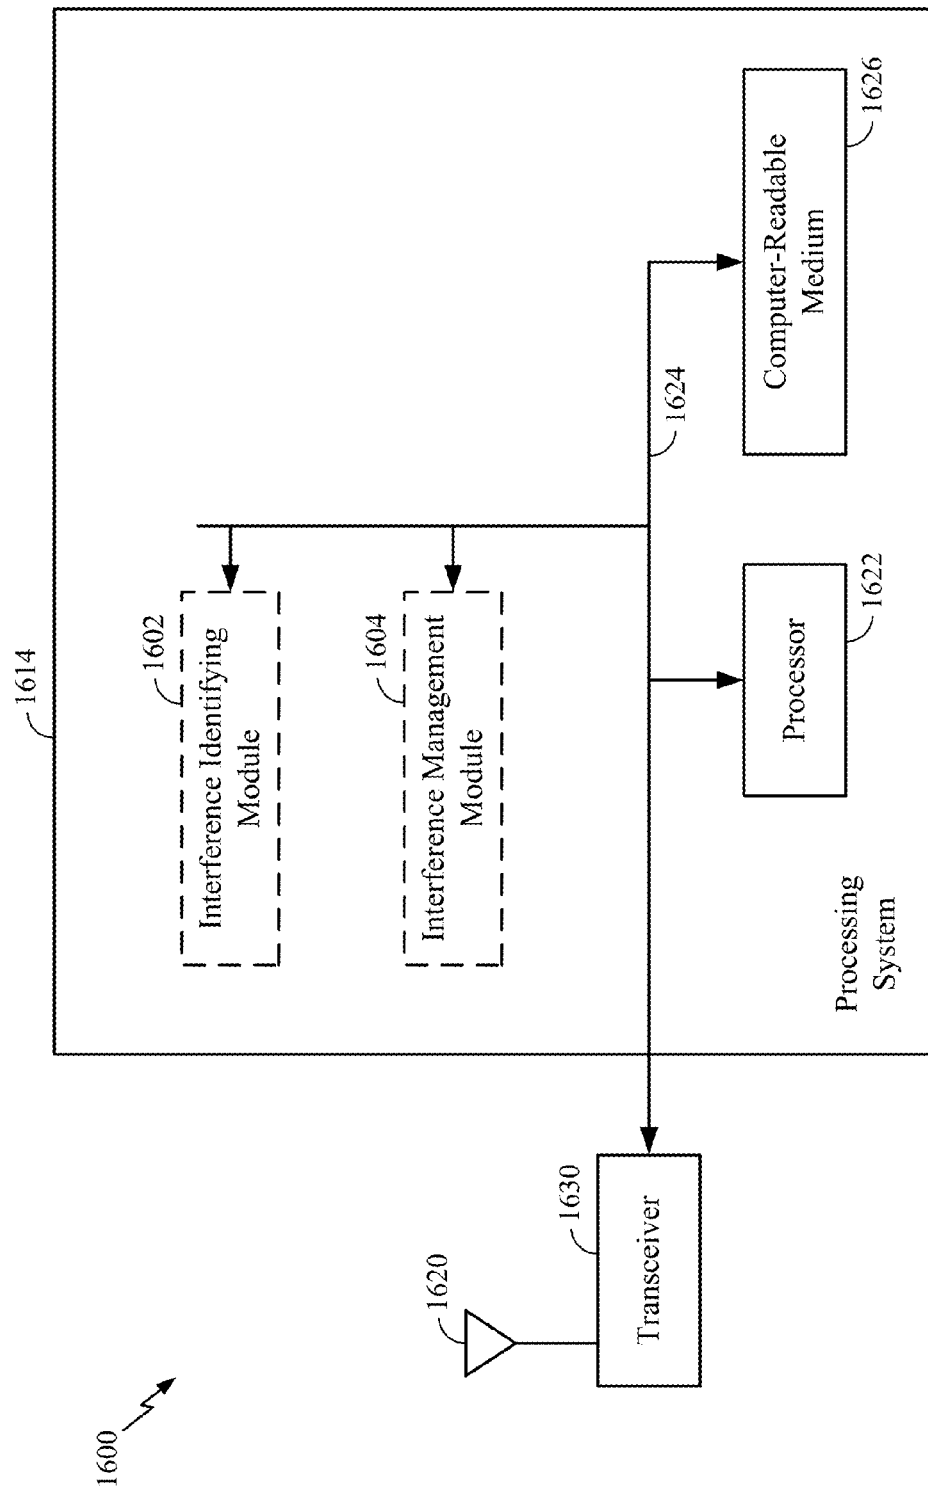 1600
1614
1602
Interference Identifying
Module
1604
Interference Management
Module
1620
1630
Transceiver
1624
1622
Processor
1626
Computer-Readable
Medium
Processing
System